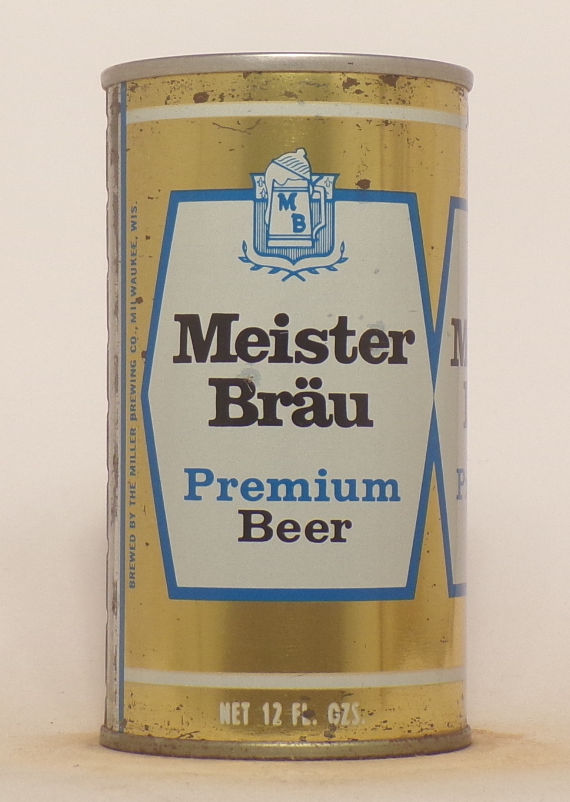 M
B
Meister
Bräu
Premium
Beer
NET 12 FL. OZS.
BREWED BY THE MILLER BREWING CO., MILWAUKEE, WIS.
M
P